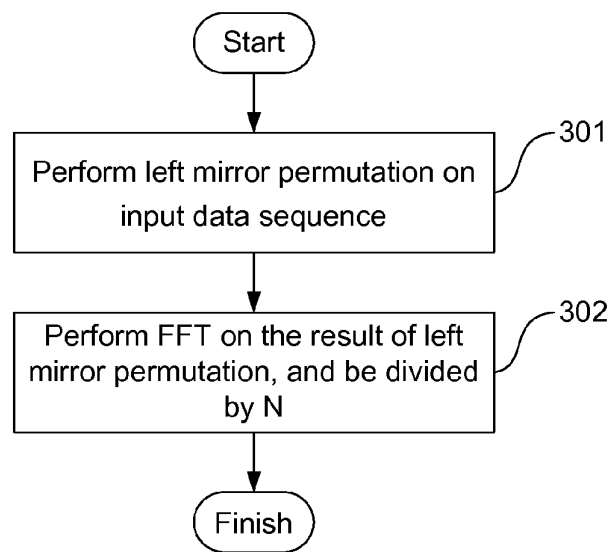 Start
301
Perform left mirror permutation on
input data sequence
302
Perform FFT on the result of left
mirror permutation, and be divided
by N
Finish